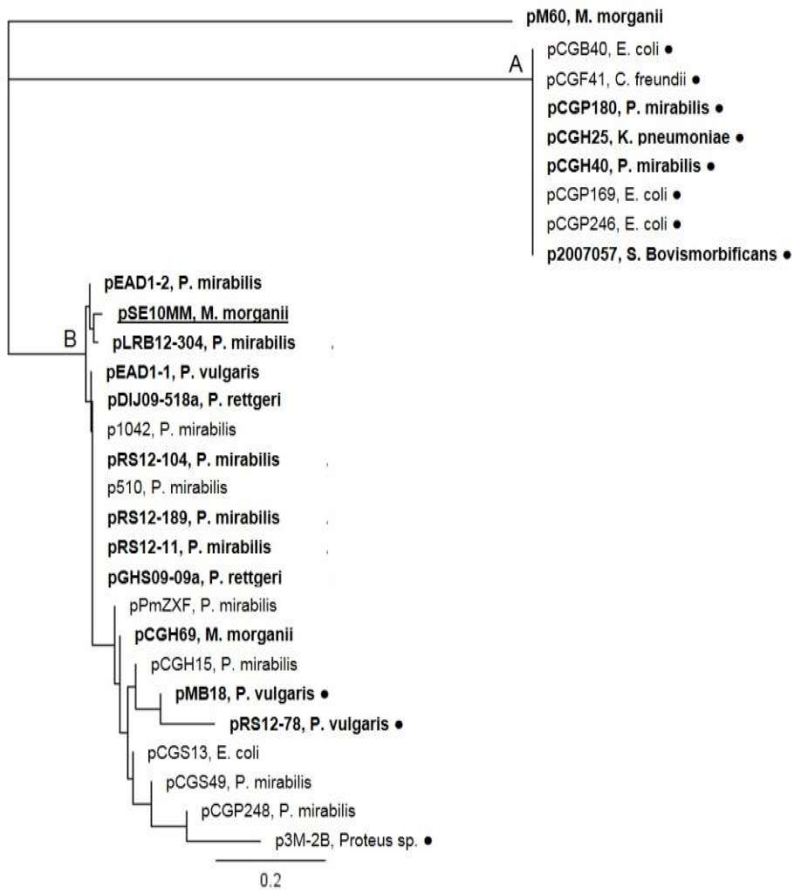 pM60, M. morganii
A
pCGB40, E. coli ●
pCGF41, C. freundii ●
pCGP180, P. mirabilis ●
pCGH25, K. pneumoniae ●
pCGH40, P. mirabilis ●
pCGP169, E. coli ●
pCGP246, E. coli ●
p2007057, S. Bovismorbificans ●
pEAD1-2, P. mirabilis
pSE10MM, M. morganii
B
pLRB12-304, P. mirabilis
pEAD1-1, P. vulgaris
pDIJ09-518a, P. rettgeri
p1042, P. mirabilis
pRS12-104, P. mirabilis
p510, P. mirabilis
pRS12-189, P. mirabilis
pRS12-11, P. mirabilis
pGHS09-09a, P. rettgeri
pPmZXF, P. mirabilis
pCGH69, M. morganii
pCGH15, P. mirabilis
pMB18, P. vulgaris ●
pRS12-78, P. vulgaris ●
pCGS13, E. coli
pCGS49, P. mirabilis
pCGP248, P. mirabilis
p3M-2B, Proteus sp. ●
0.2